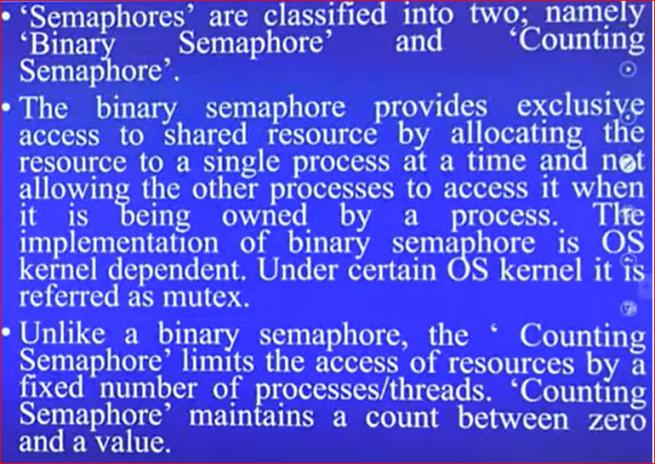 • ‘Semaphores’ are classified into two; namely
‘Binary Semaphore’ and ‘Counting
Semaphore’.
• The binary semaphore provides exclusive
access to shared resource by allocating the
resource to a single process at a time and not
allowing the other processes to access it when
it is being owned by a process. The
implementation of binary semaphore is OS
kernel dependent. Under certain OS kernel it is
referred as mutex.
• Unlike a binary semaphore, the ‘ Counting
Semaphore’ limits the access of resources by a
fixed number of processes/threads. ‘Counting
Semaphore’ maintains a count between zero
and a value.